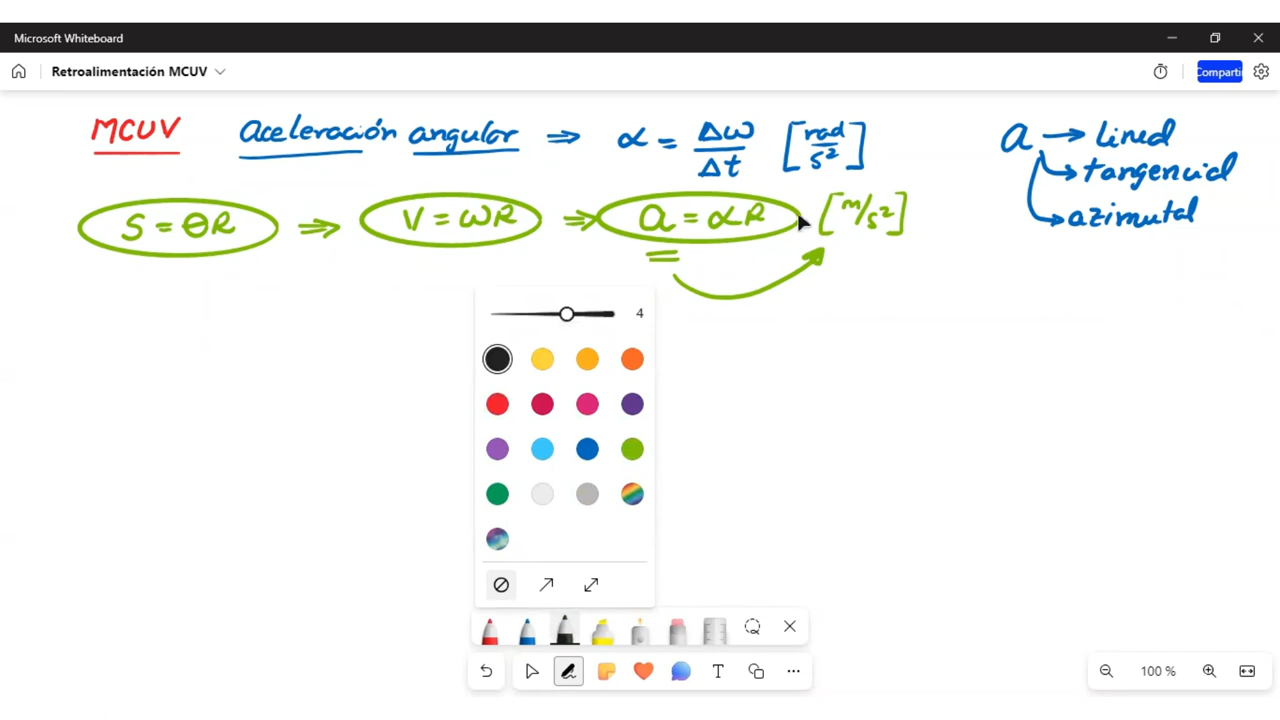 Microsoft Whiteboard
Retroalimentación MCUV
Comparti
MCUV aceleración angular ⇒ α = Δω/Δt [rad/s²]
a → lineal
→ tangencial
→ azimutal
S = θR ⇒ V = ωR ⇒ a = αR [m/s²]
4
100 %